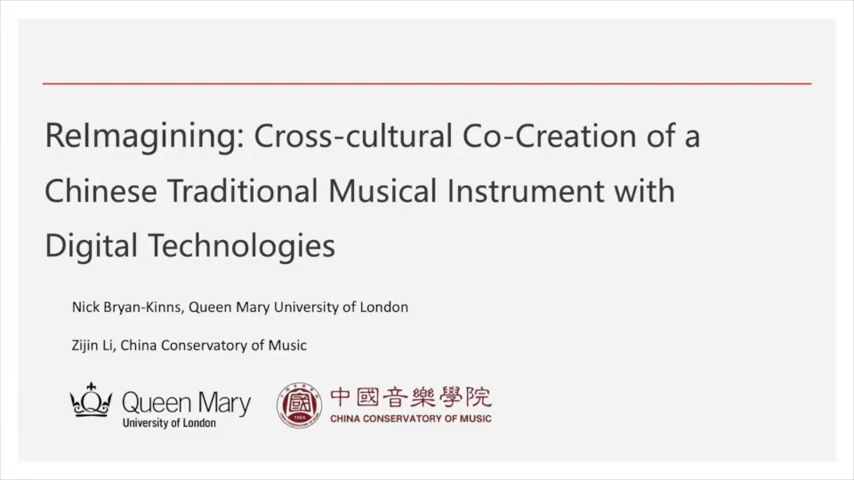 ReImagining: Cross-cultural Co-Creation of a
Chinese Traditional Musical Instrument with
Digital Technologies
Nick Bryan-Kinns, Queen Mary University of London
Zijin Li, China Conservatory of Music
Queen Mary
University of London
中國音樂學院
CHINA CONSERVATORY OF MUSIC